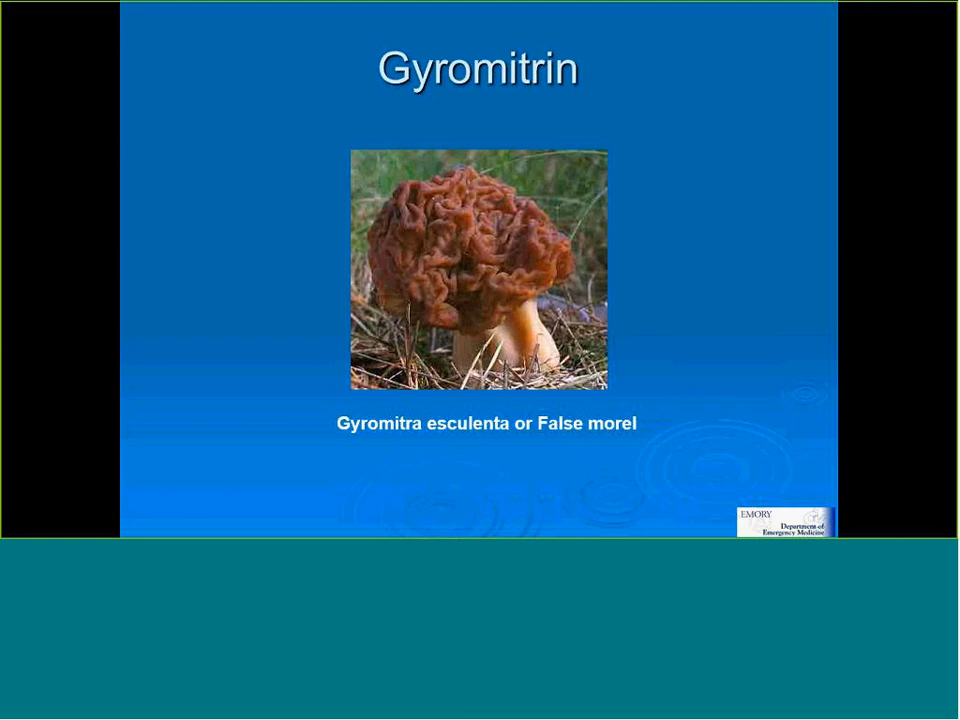 Gyromitrin
Gyromitra esculenta or False morel
EMORY
Department of
Emergency Medicine